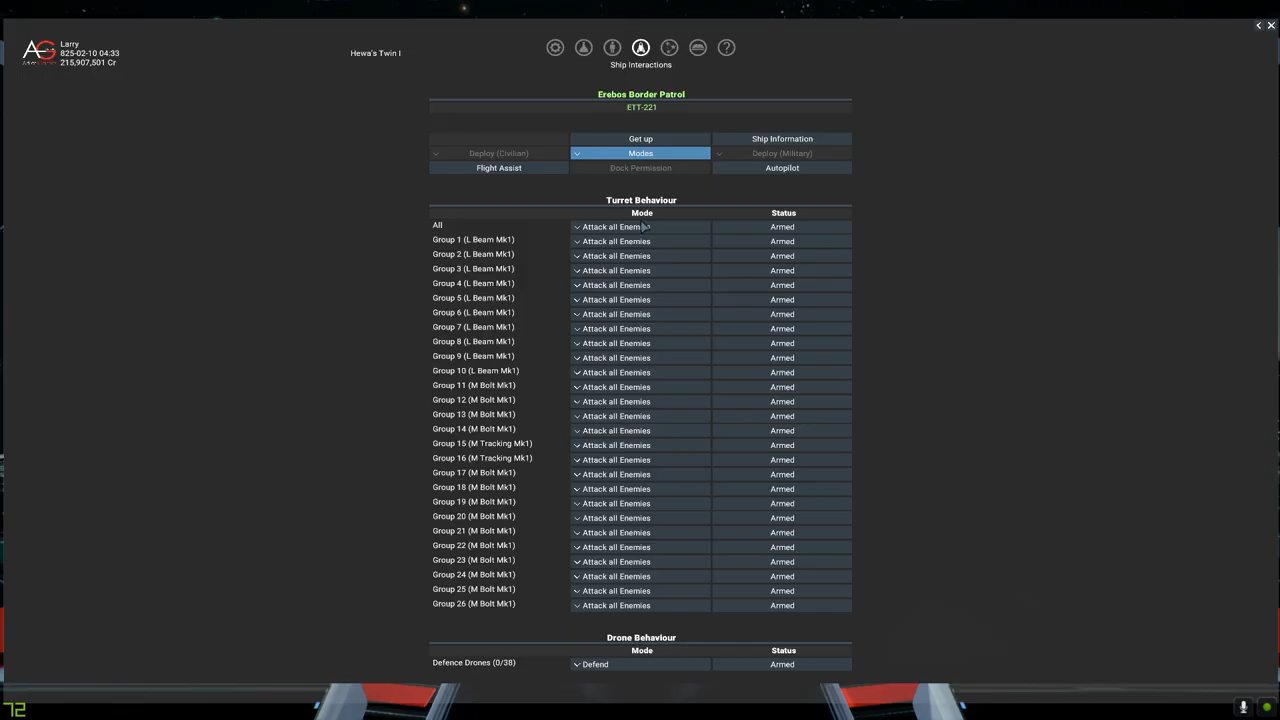 Larry
825-02-10 04:33
215,907,501 Cr
Hewa's Twin I
Ship Interactions
Erebos Border Patrol
ETT-221
Get up Ship Information
Deploy (Civilian) Modes Deploy (Military)
Flight Assist Dock Permission Autopilot
Turret Behaviour
Mode Status
All Attack all Enem Armed
Group 1 (L Beam Mk1) Attack all Enemies Armed
Group 2 (L Beam Mk1) Attack all Enemies Armed
Group 3 (L Beam Mk1) Attack all Enemies Armed
Group 4 (L Beam Mk1) Attack all Enemies Armed
Group 5 (L Beam Mk1) Attack all Enemies Armed
Group 6 (L Beam Mk1) Attack all Enemies Armed
Group 7 (L Beam Mk1) Attack all Enemies Armed
Group 8 (L Beam Mk1) Attack all Enemies Armed
Group 9 (L Beam Mk1) Attack all Enemies Armed
Group 10 (L Beam Mk1) Attack all Enemies Armed
Group 11 (M Bolt Mk1) Attack all Enemies Armed
Group 12 (M Bolt Mk1) Attack all Enemies Armed
Group 13 (M Bolt Mk1) Attack all Enemies Armed
Group 14 (M Bolt Mk1) Attack all Enemies Armed
Group 15 (M Tracking Mk1) Attack all Enemies Armed
Group 16 (M Tracking Mk1) Attack all Enemies Armed
Group 17 (M Bolt Mk1) Attack all Enemies Armed
Group 18 (M Bolt Mk1) Attack all Enemies Armed
Group 19 (M Bolt Mk1) Attack all Enemies Armed
Group 20 (M Bolt Mk1) Attack all Enemies Armed
Group 21 (M Bolt Mk1) Attack all Enemies Armed
Group 22 (M Bolt Mk1) Attack all Enemies Armed
Group 23 (M Bolt Mk1) Attack all Enemies Armed
Group 24 (M Bolt Mk1) Attack all Enemies Armed
Group 25 (M Bolt Mk1) Attack all Enemies Armed
Group 26 (M Bolt Mk1) Attack all Enemies Armed
Drone Behaviour
Mode Status
Defence Drones (0/38) Defend Armed
72